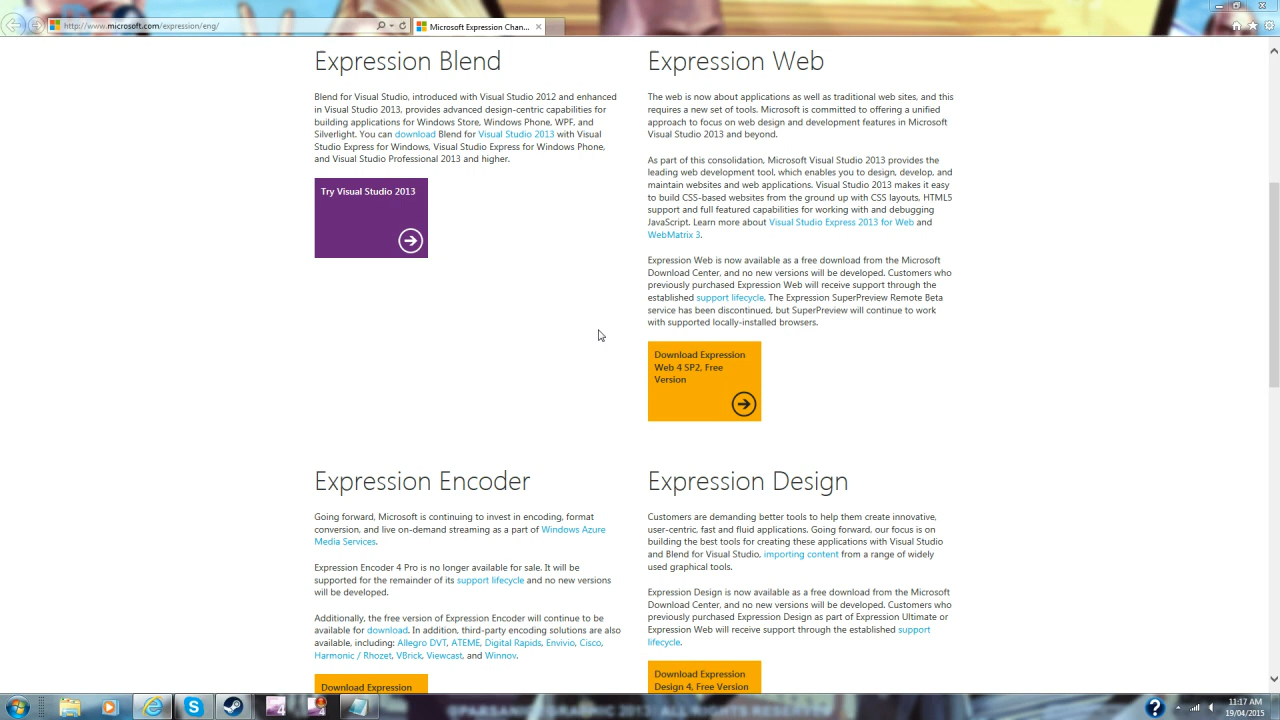 http://www.microsoft.com/expression/eng/
Microsoft Expression Chan...
Expression Blend
Blend for Visual Studio, introduced with Visual Studio 2012 and enhanced
in Visual Studio 2013, provides advanced design-centric capabilities for
building applications for Windows Store, Windows Phone, WPF, and
Silverlight. You can download Blend for Visual Studio 2013 with Visual
Studio Express for Windows, Visual Studio Express for Windows Phone,
and Visual Studio Professional 2013 and higher.
Try Visual Studio 2013
Expression Web
The web is now about applications as well as traditional web sites, and this
requires a new set of tools. Microsoft is committed to offering a unified
approach to focus on web design and development features in Microsoft
Visual Studio 2013 and beyond.
As part of this consolidation, Microsoft Visual Studio 2013 provides the
leading web development tool, which enables you to design, develop, and
maintain websites and web applications. Visual Studio 2013 makes it easy
to build CSS-based websites from the ground up with CSS layouts, HTML5
support and full featured capabilities for working with and debugging
JavaScript. Learn more about Visual Studio Express 2013 for Web and
WebMatrix 3.
Expression Web is now available as a free download from the Microsoft
Download Center, and no new versions will be developed. Customers who
previously purchased Expression Web will receive support through the
established support lifecycle. The Expression SuperPreview Remote Beta
service has been discontinued, but SuperPreview will continue to work
with supported locally-installed browsers.
Download Expression
Web 4 SP2, Free
Version
Expression Encoder
Going forward, Microsoft is continuing to invest in encoding, format
conversion, and live on-demand streaming as a part of Windows Azure
Media Services.
Expression Encoder 4 Pro is no longer available for sale. It will be
supported for the remainder of its support lifecycle and no new versions
will be developed.
Additionally, the free version of Expression Encoder will continue to be
available for download. In addition, third-party encoding solutions are also
available, including: Allegro DVT, ATEME, Digital Rapids, Envivio, Cisco,
Harmonic / Rhozet, VBrick, Viewcast, and Winnov.
Download Expression
Expression Design
Customers are demanding better tools to help them create innovative,
user-centric, fast and fluid applications. Going forward, our focus is on
building the best tools for creating these applications with Visual Studio
and Blend for Visual Studio, importing content from a range of widely
used graphical tools.
Expression Design is now available as a free download from the Microsoft
Download Center, and no new versions will be developed. Customers who
previously purchased Expression Design as part of Expression Ultimate or
Expression Web will receive support through the established support
lifecycle.
Download Expression
Design 4, Free Version
11:17 AM
19/04/2015